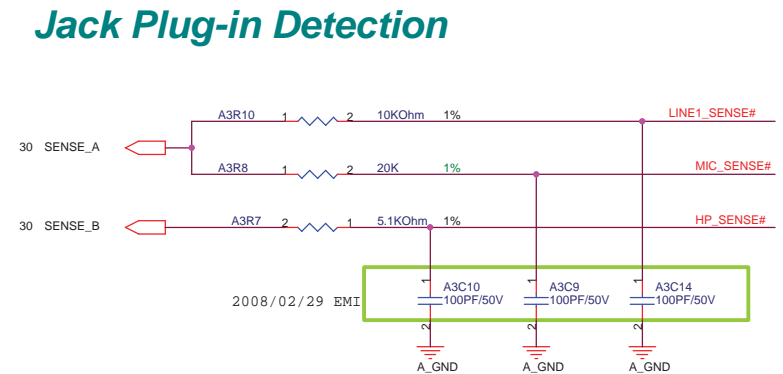 Jack Plug-in Detection
A3R10 1 2 10KOhm 1% LINE1_SENSE#
30 SENSE_A
A3R8 1 2 20K 1% MIC_SENSE#
30 SENSE_B A3R7 2 1 5.1KOhm 1% HP_SENSE#
1 1 1
A3C10 A3C9 A3C14
2008/02/29 EMI 100PF/50V 100PF/50V 100PF/50V
2 2 2
A_GND A_GND A_GND